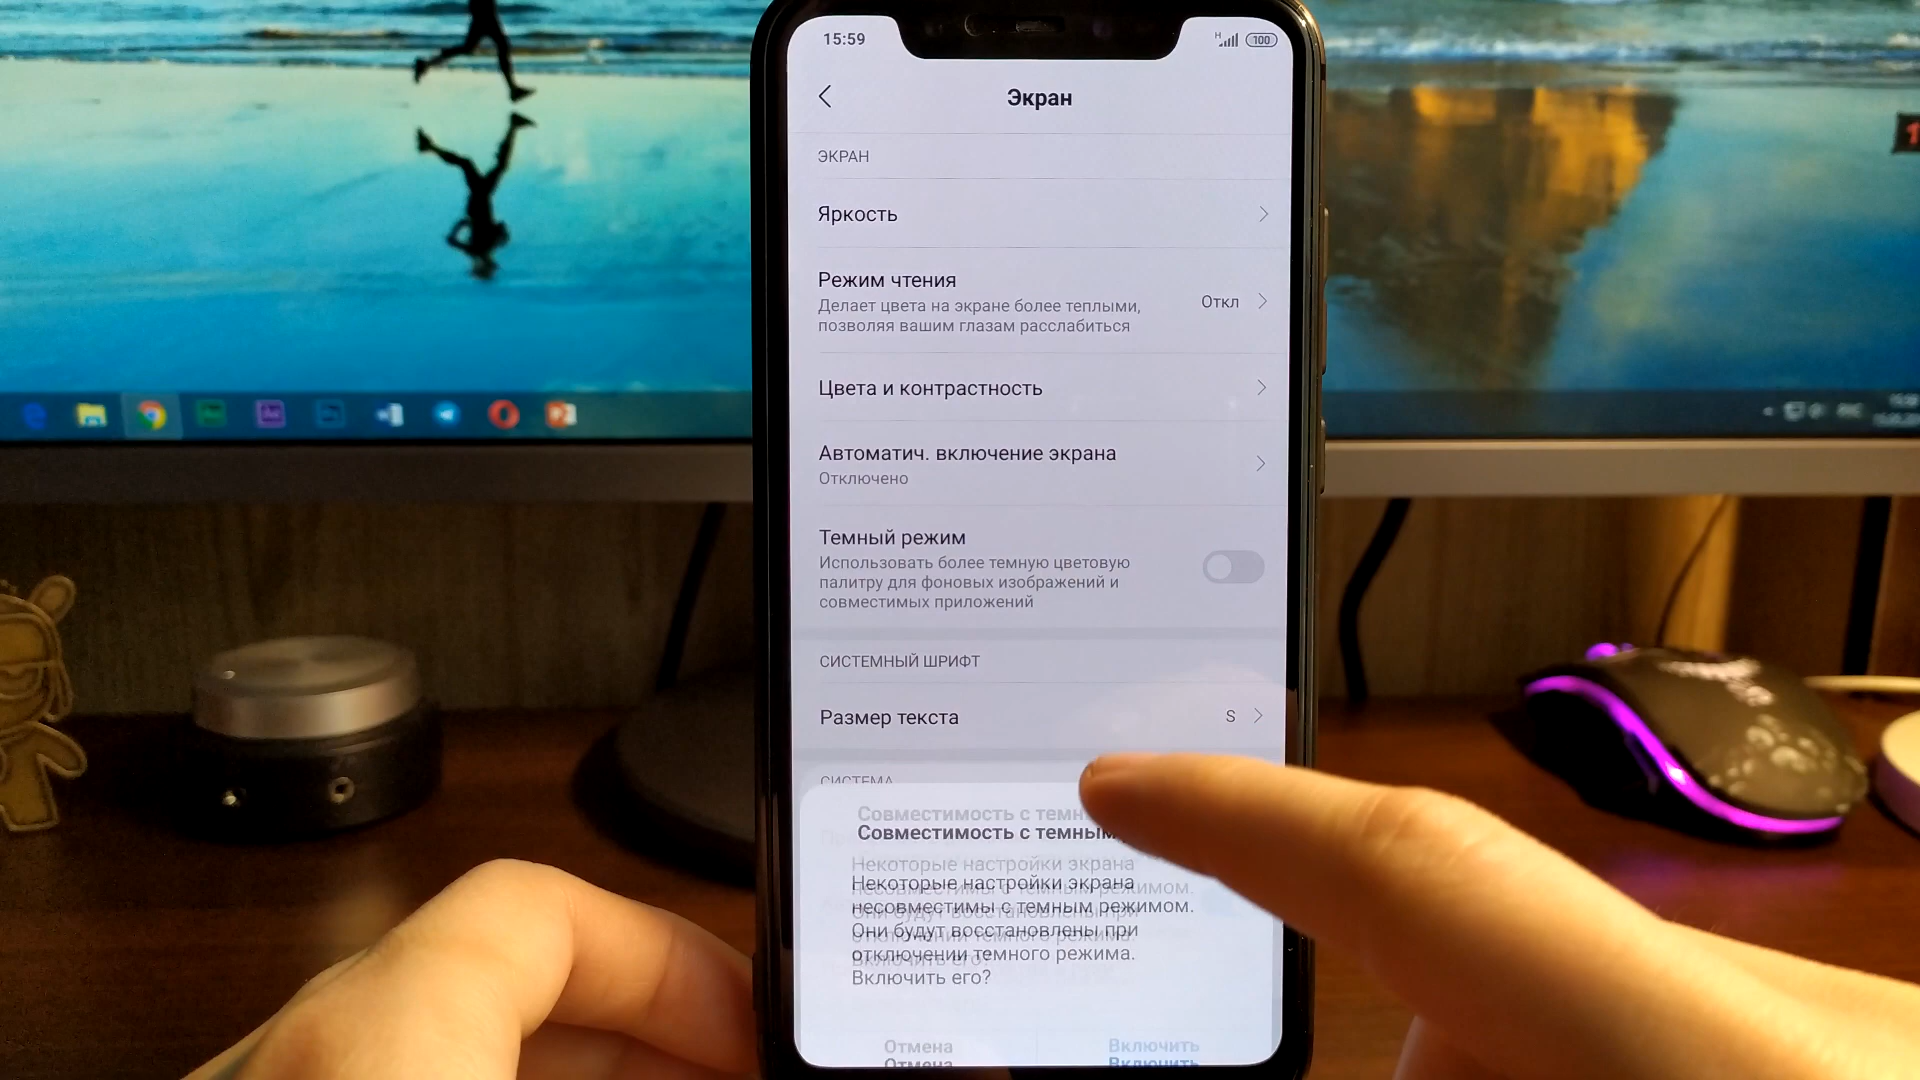 15:59
H
100
Экран
ЭКРАН
Яркость
Режим чтения
Делает цвета на экране более теплыми,
позволяя вашим глазам расслабиться
Откл
Цвета и контрастность
Автоматич. включение экрана
Отключено
Темный режим
Использовать более темную цветовую
палитру для фоновых изображений и
совместимых приложений
СИСТЕМНЫЙ ШРИФТ
Размер текста
S
СИСТЕМА
Совместимость с темным
Некоторые настройки экрана
несовместимы с темным режимом.
Они будут восстановлены при
отключении темного режима.
Включить его?
Отмена
Включить